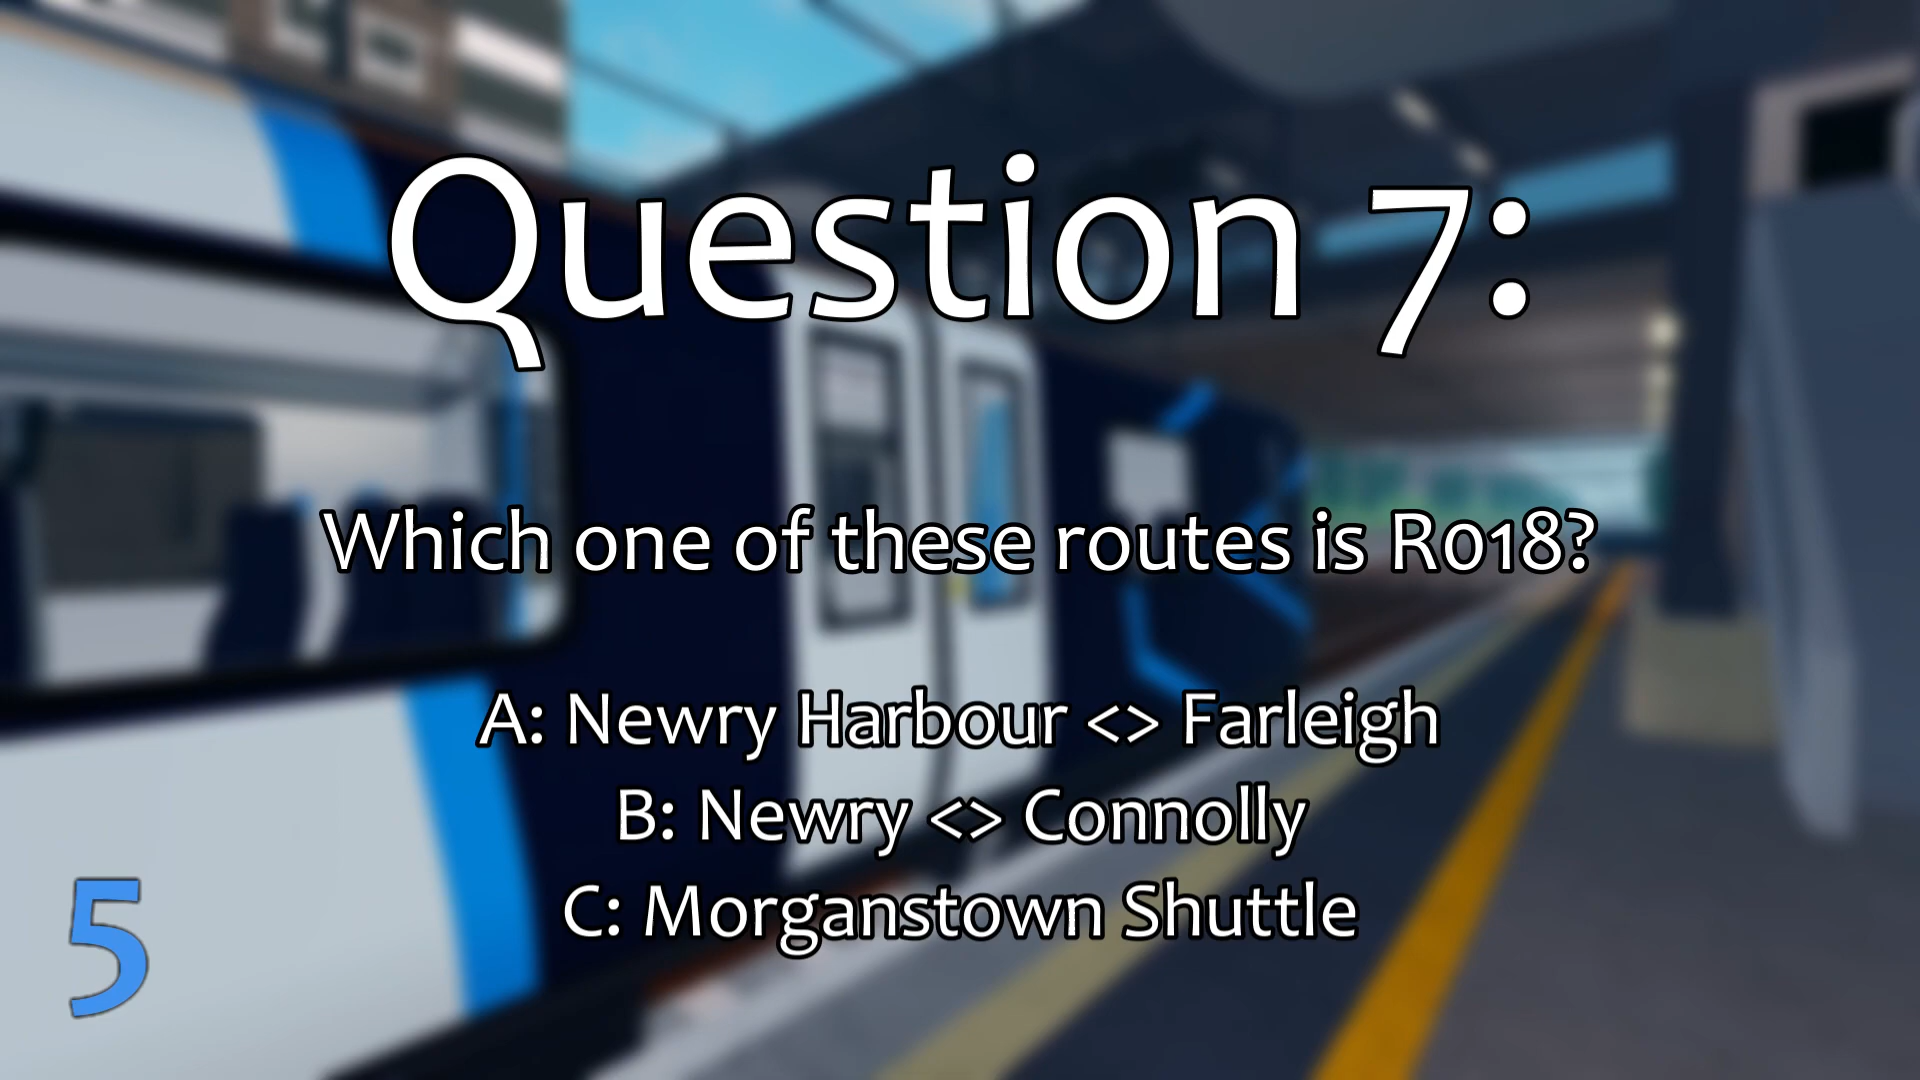 Question 7:
Which one of these routes is R018?
A: Newry Harbour <> Farleigh
B: Newry <> Connolly
C: Morganstown Shuttle
5